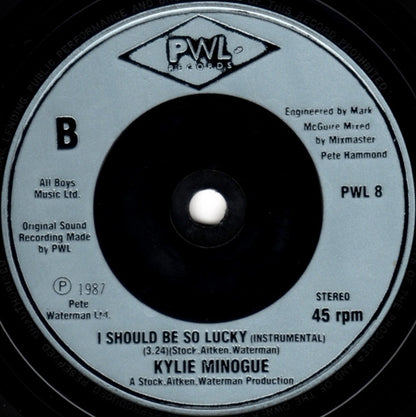 PWL
RECORDS
B
Engineered by Mark
McGuire Mixed
by Mixmaster
Pete Hammond
All Boys
Music Ltd.
PWL 8
Original Sound
Recording Made
by PWL
Ⓟ 1987
Pete
Waterman Ltd.
STEREO
45 rpm
I SHOULD BE SO LUCKY (INSTRUMENTAL)
(3.24)(Stock, Aitken, Waterman)
KYLIE MINOGUE
A Stock, Aitken, Waterman Production